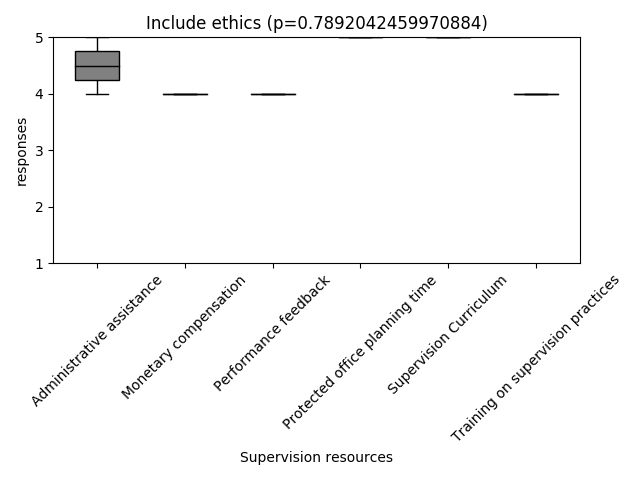 Include ethics (p=0.7892042459970884)
responses
5
4
3
2
1
Administrative assistance
Monetary compensation
Performance feedback
Protected office planning time
Supervision Curriculum
Training on supervision practices
Supervision resources